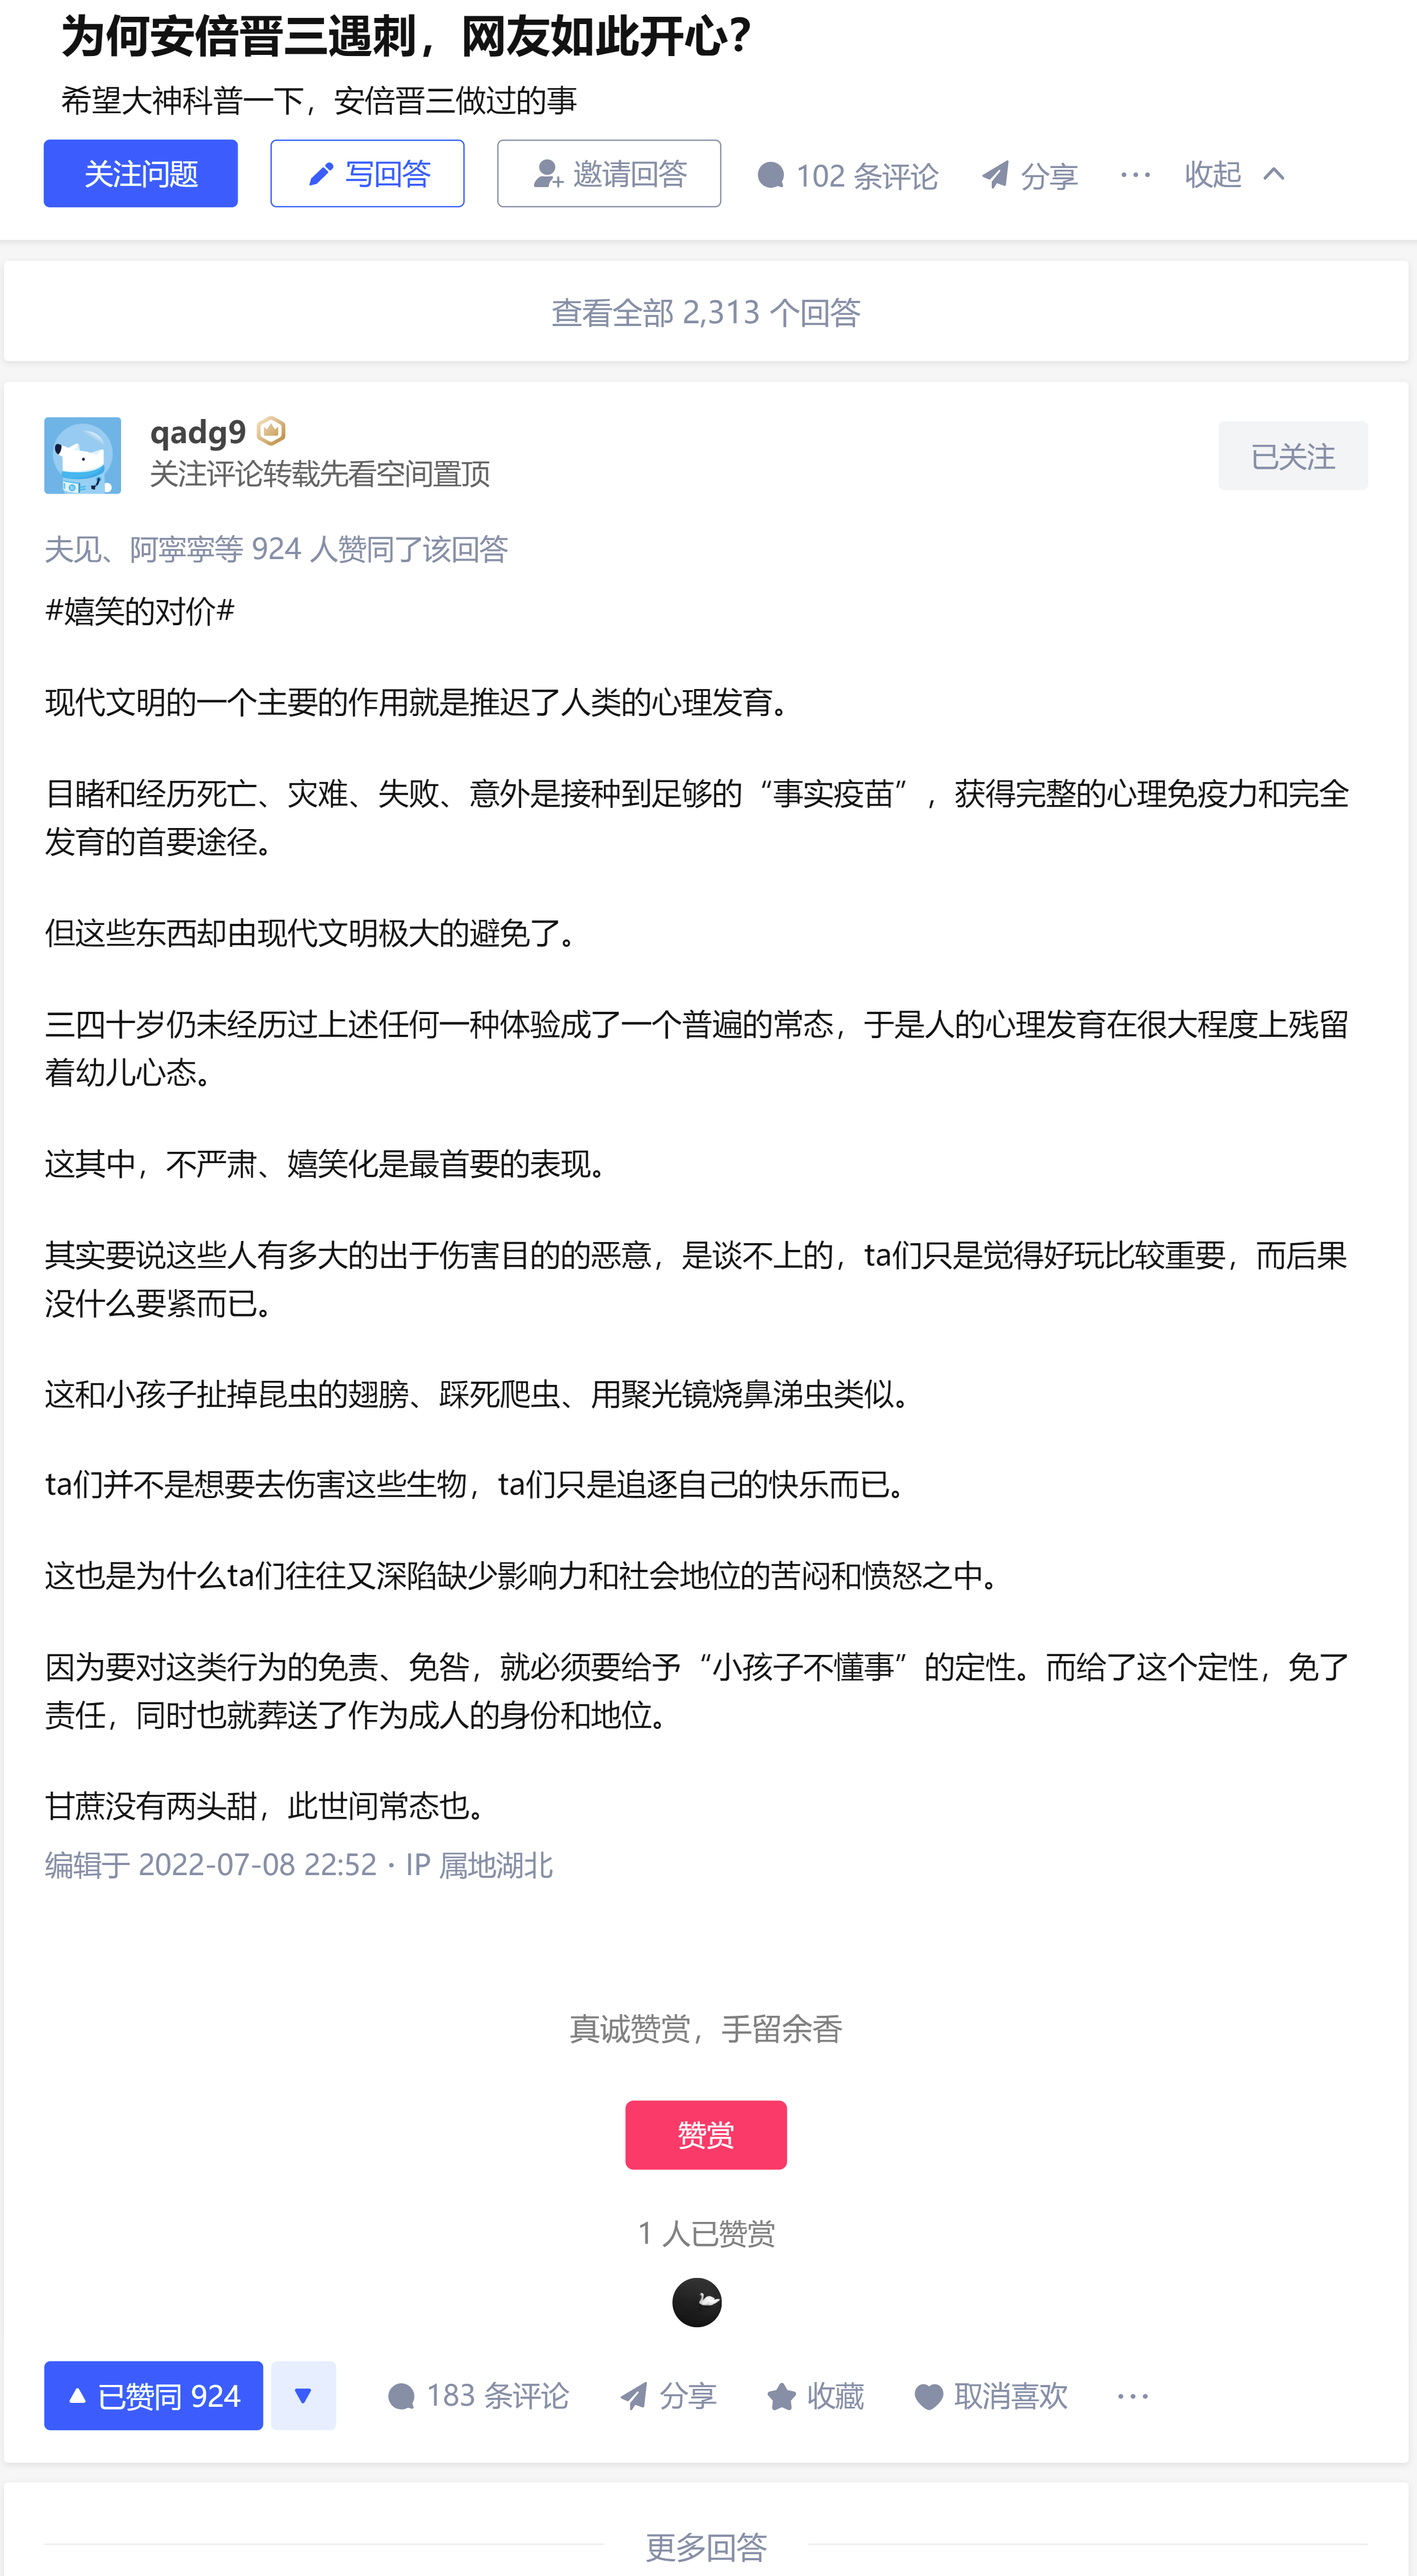 为何安倍晋三遇刺，网友如此开心？
希望大神科普一下，安倍晋三做过的事
关注问题 写回答 邀请回答 102 条评论 分享 ··· 收起
查看全部 2,313 个回答
qadg9
关注评论转载先看空间置顶
已关注
夫见、阿寧寧等 924 人赞同了该回答
#嬉笑的对价#
现代文明的一个主要的作用就是推迟了人类的心理发育。
目睹和经历死亡、灾难、失败、意外是接种到足够的“事实疫苗”，获得完整的心理免疫力和完全
发育的首要途径。
但这些东西却由现代文明极大的避免了。
三四十岁仍未经历过上述任何一种体验成了一个普遍的常态，于是人的心理发育在很大程度上残留
着幼儿心态。
这其中，不严肃、嬉笑化是最首要的表现。
其实要说这些人有多大的出于伤害目的的恶意，是谈不上的，ta们只是觉得好玩比较重要，而后果
没什么要紧而已。
这和小孩子扯掉昆虫的翅膀、踩死爬虫、用聚光镜烧鼻涕虫类似。
ta们并不是想要去伤害这些生物，ta们只是追逐自己的快乐而已。
这也是为什么ta们往往又深陷缺少影响力和社会地位的苦闷和愤怒之中。
因为要对这类行为的免责、免咎，就必须要给予“小孩子不懂事”的定性。而给了这个定性，免了
责任，同时也就葬送了作为成人的身份和地位。
甘蔗没有两头甜，此世间常态也。
编辑于 2022-07-08 22:52 · IP 属地湖北
真诚赞赏，手留余香
赞赏
1 人已赞赏
已赞同 924 183 条评论 分享 收藏 取消喜欢 ···
更多回答